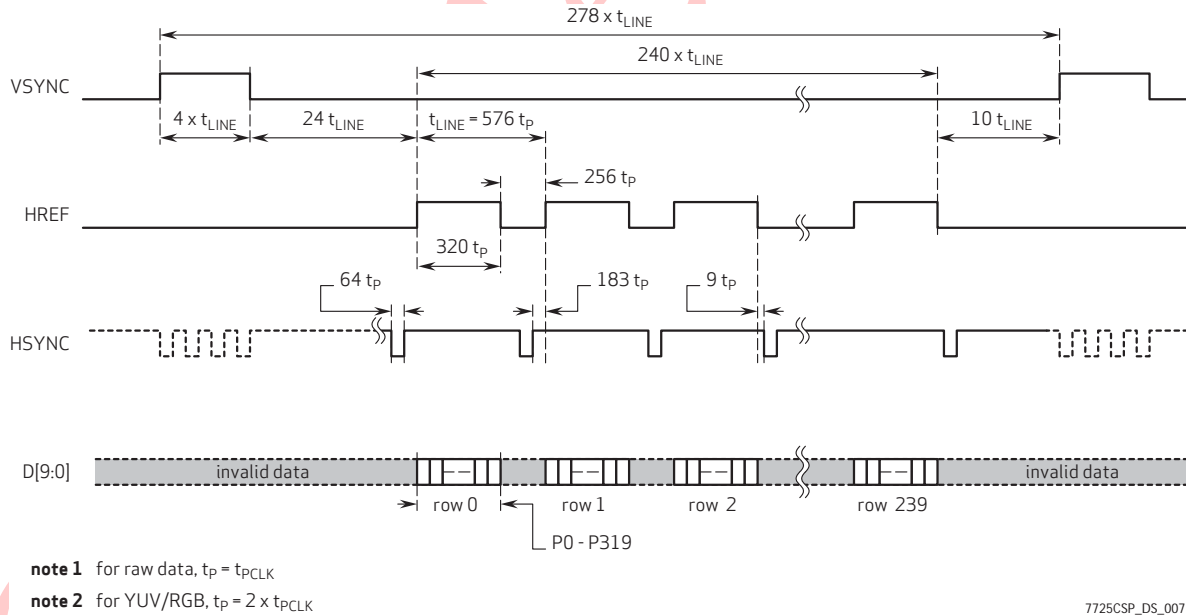 278 x tLINE
240 x tLINE
VSYNC
4 x tLINE
24 tLINE
tLINE = 576 tP
10 tLINE
256 tP
HREF
320 tP
64 tP
183 tP
9 tP
HSYNC
D[9:0]
invalid data
invalid data
row 0
row 1
row 2
row 239
P0 - P319
note 1 for raw data, tP = tPCLK
note 2 for YUV/RGB, tP = 2 x tPCLK
7725CSP_DS_007